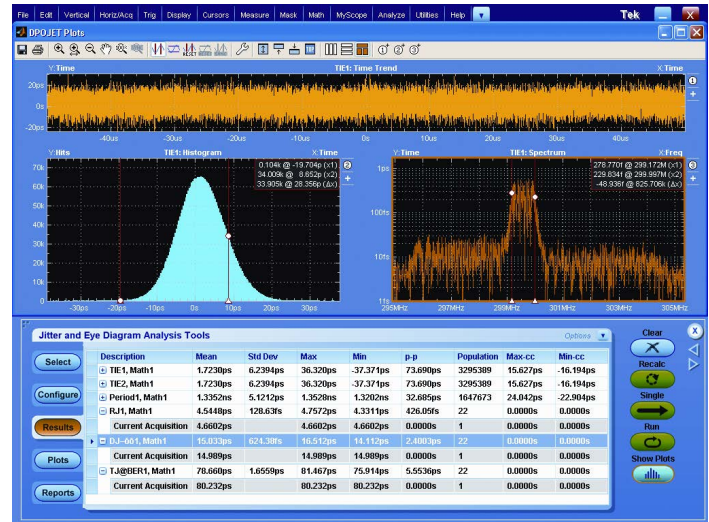 File Edit Vertical Horiz/Acq Trig Display Cursors Measure Mask Math MyScope Analyze Utilities Help Tek
DPOJET Plots
Y:Time TIE1: Time Trend X:Time
20ps
0s
-20ps
-40us -30us -20us -10us 0s 10us 20us 30us 40us
Y:Hits TIE1: Histogram X:Time
0.104k @ -19.704p (x1)
34.009k @ 8.652p (x2)
33.905k @ 28.356p (Δx)
70k
60k
50k
40k
30k
20k
10k
0
-30ps -20ps -10ps 0s 10ps 20ps 30ps
Y:Time TIE1: Spectrum X:Freq
278.770f @ 299.172M (x1)
229.834f @ 299.997M (x2)
-48.936f @ 825.706k (Δx)
1ps
100fs
10fs
1fs
295MHz 297MHz 299MHz 301MHz 303MHz 305MHz
Jitter and Eye Diagram Analysis Tools
Options
Clear
Recalc
Single
Run
Show Plots
Select
Configure
Results
Plots
Reports
Description Mean Std Dev Max Min p-p Population Max-cc Min-cc
TIE1, Math1 1.7230ps 6.2394ps 36.320ps -37.371ps 73.690ps 3295389 15.627ps -16.194ps
TIE2, Math1 1.7230ps 6.2394ps 36.320ps -37.371ps 73.690ps 3295389 15.627ps -16.194ps
Period1, Math1 1.3352ns 5.1212ps 1.3528ns 1.3202ns 32.685ps 1647673 24.042ps -22.904ps
RJ1, Math1 4.5448ps 128.63fs 4.7572ps 4.3311ps 426.05fs 22 0.0000s 0.0000s
Current Acquisition 4.6602ps 4.6602ps 4.6602ps 0.0000s 1 0.0000s 0.0000s
DJ-δδ1, Math1 15.033ps 624.38fs 16.512ps 14.112ps 2.4003ps 22 0.0000s 0.0000s
Current Acquisition 14.989ps 14.989ps 14.989ps 0.0000s 1 0.0000s 0.0000s
TJ@BER1, Math1 78.660ps 1.6559ps 81.467ps 75.914ps 5.5536ps 22 0.0000s 0.0000s
Current Acquisition 80.232ps 80.232ps 80.232ps 0.0000s 1 0.0000s 0.0000s